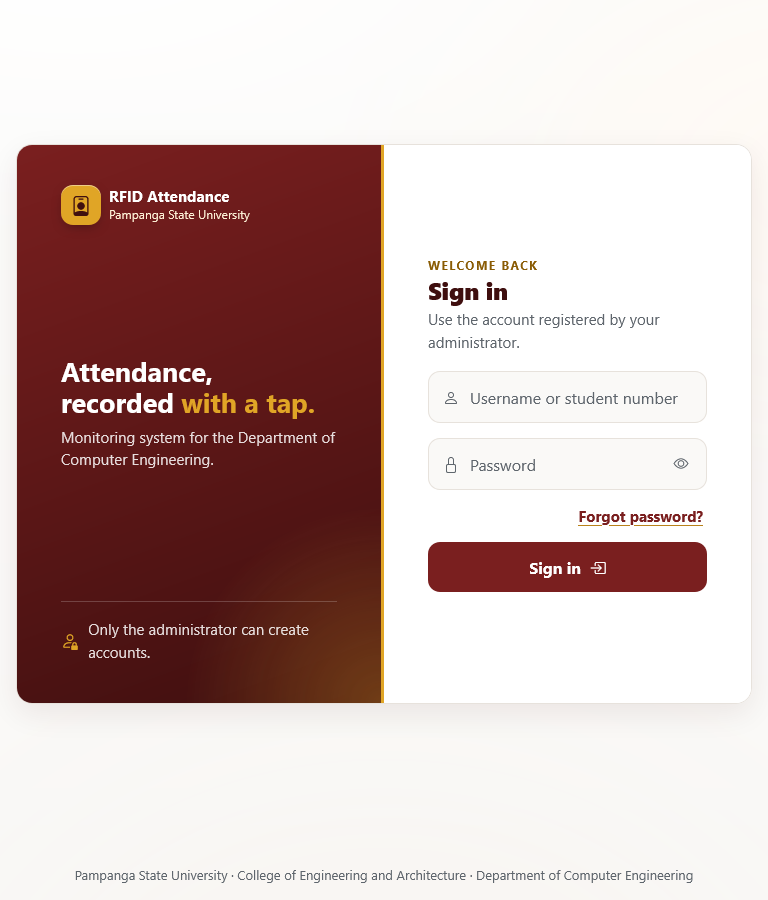 RFID Attendance
Pampanga State University
Attendance,
recorded with a tap.
Monitoring system for the Department of
Computer Engineering.
Only the administrator can create
accounts.
WELCOME BACK
Sign in
Use the account registered by your
administrator.
Username or student number
Password
Forgot password?
Sign in
Pampanga State University · College of Engineering and Architecture · Department of Computer Engineering